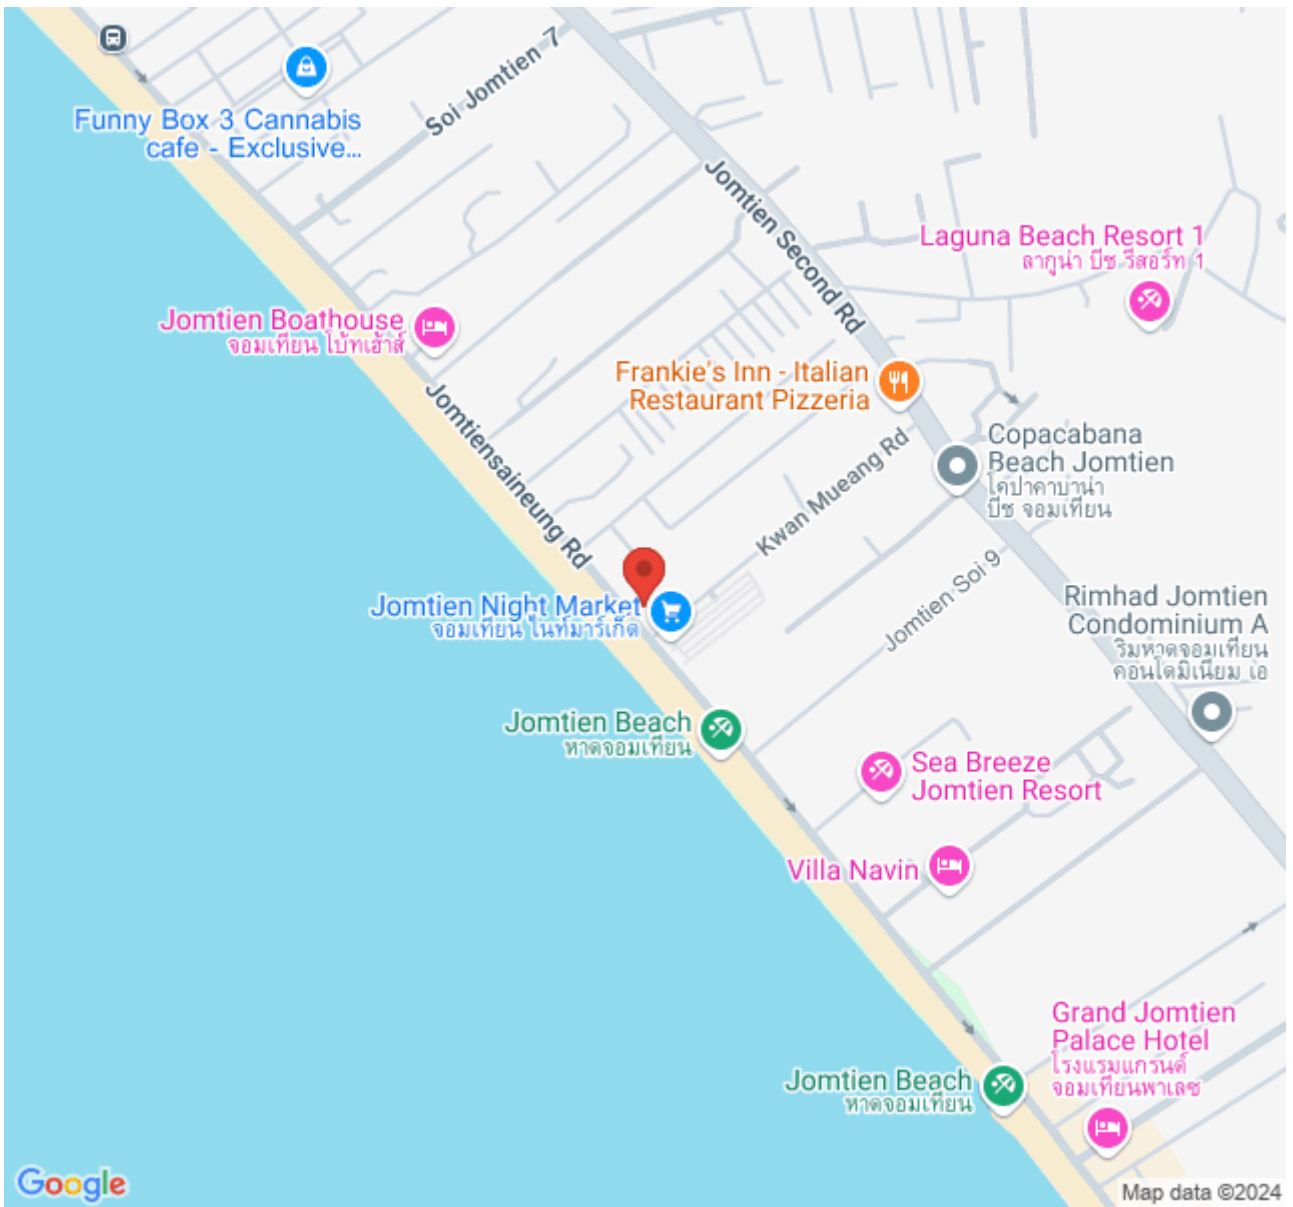 Funny Box 3 Cannabis
cafe - Exclusive...
Soi Jomtien 7
Jomtien Second Rd
Laguna Beach Resort 1
ลากูน่า บีช รีสอร์ท 1
Jomtien Boathouse
จอมเทียน โบ้ทเฮ้าส์
Frankie's Inn - Italian
Restaurant Pizzeria
Jomtiensaineung Rd
Copacabana
Beach Jomtien
โคปาคาบาน่า
บีช จอมเทียน
Kwan Mueang Rd
Jomtien Soi 9
Jomtien Night Market
จอมเทียน ไนท์มาร์เก็ต
Rimhad Jomtien
Condominium A
ริมหาดจอมเทียน
คอนโดมิเนียม เอ
Jomtien Beach
หาดจอมเทียน
Sea Breeze
Jomtien Resort
Villa Navin
Grand Jomtien
Palace Hotel
โรงแรมแกรนด์
จอมเทียนพาเลซ
Jomtien Beach
หาดจอมเทียน
Google
Map data ©2024